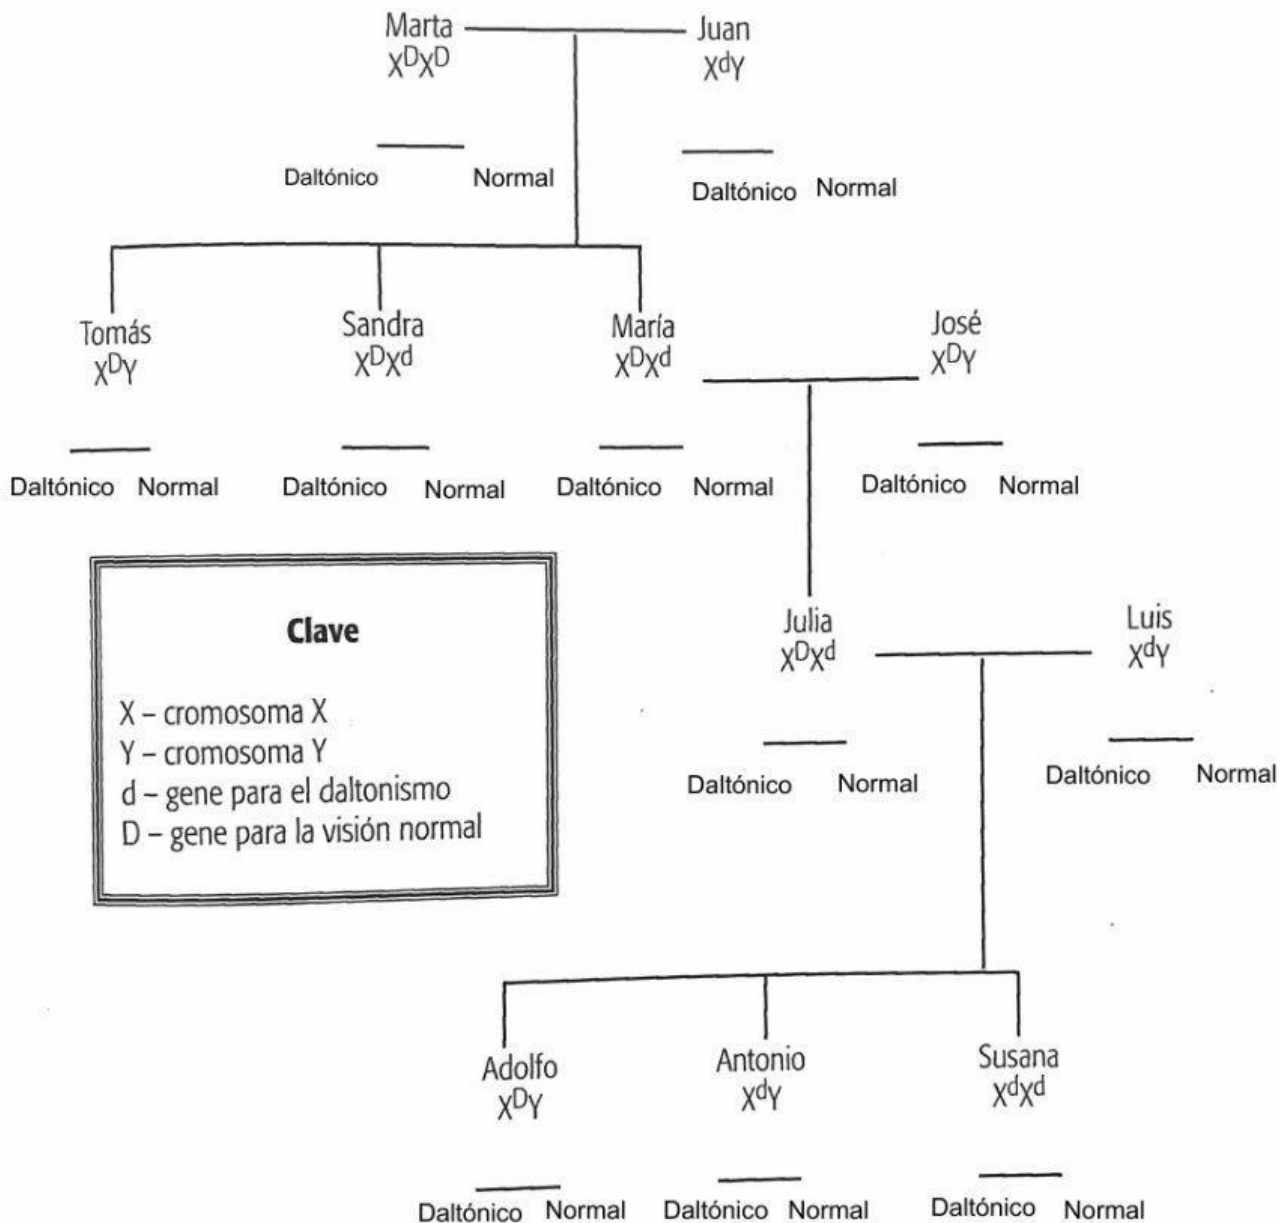 Marta Juan
XᴰXᴰ XᵈY
Daltónico Normal Daltónico Normal
Tomás Sandra María José
XᴰY XᴰXᵈ XᴰXᵈ XᴰY
Daltónico Normal Daltónico Normal Daltónico Normal Daltónico Normal
Clave
X – cromosoma X
Y – cromosoma Y
d – gene para el daltonismo
D – gene para la visión normal
Julia Luis
XᴰXᵈ XᵈY
Daltónico Normal Daltónico Normal
Adolfo Antonio Susana
XᴰY XᵈY XᵈXᵈ
Daltónico Normal Daltónico Normal Daltónico Normal